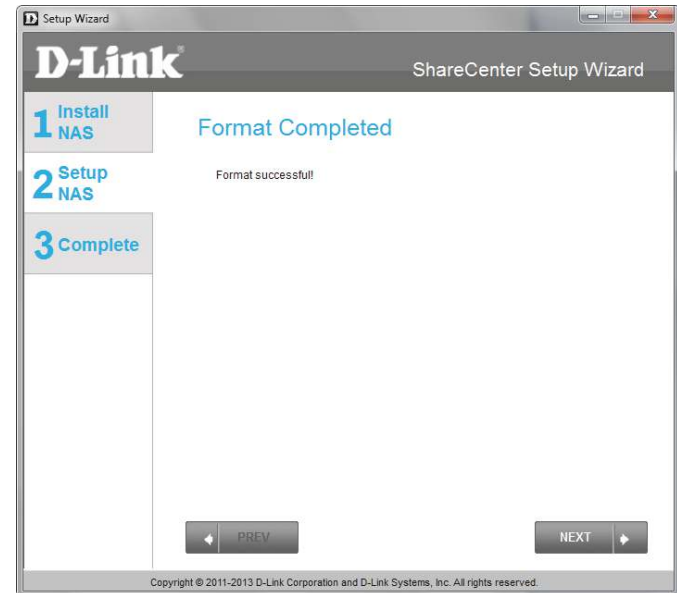 Setup Wizard
D-Link®
ShareCenter Setup Wizard
1 Install
NAS
2 Setup
NAS
3 Complete
Format Completed
Format successful!
PREV
NEXT
Copyright © 2011-2013 D-Link Corporation and D-Link Systems, Inc. All rights reserved.